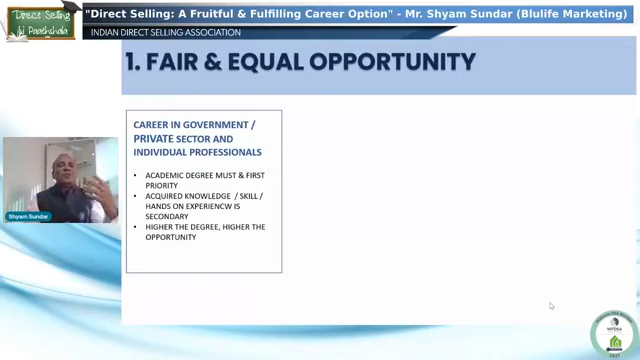 Direct Selling
ki Paathshala
"Direct Selling: A Fruitful & Fulfilling Career Option" - Mr. Shyam Sundar (Blulife Marketing)
INDIAN DIRECT SELLING ASSOCIATION
1. FAIR & EQUAL OPPORTUNITY
CAREER IN GOVERNMENT /
PRIVATE SECTOR AND
INDIVIDUAL PROFESSIONALS
• ACADEMIC DEGREE MUST & FIRST
PRIORITY
• ACQUIRED KNOWLEDGE / SKILL /
HANDS ON EXPERIENCW IS
SECONDARY
• HIGHER THE DEGREE, HIGHER THE
OPPORTUNITY
Shyam Sundar
WFDSA